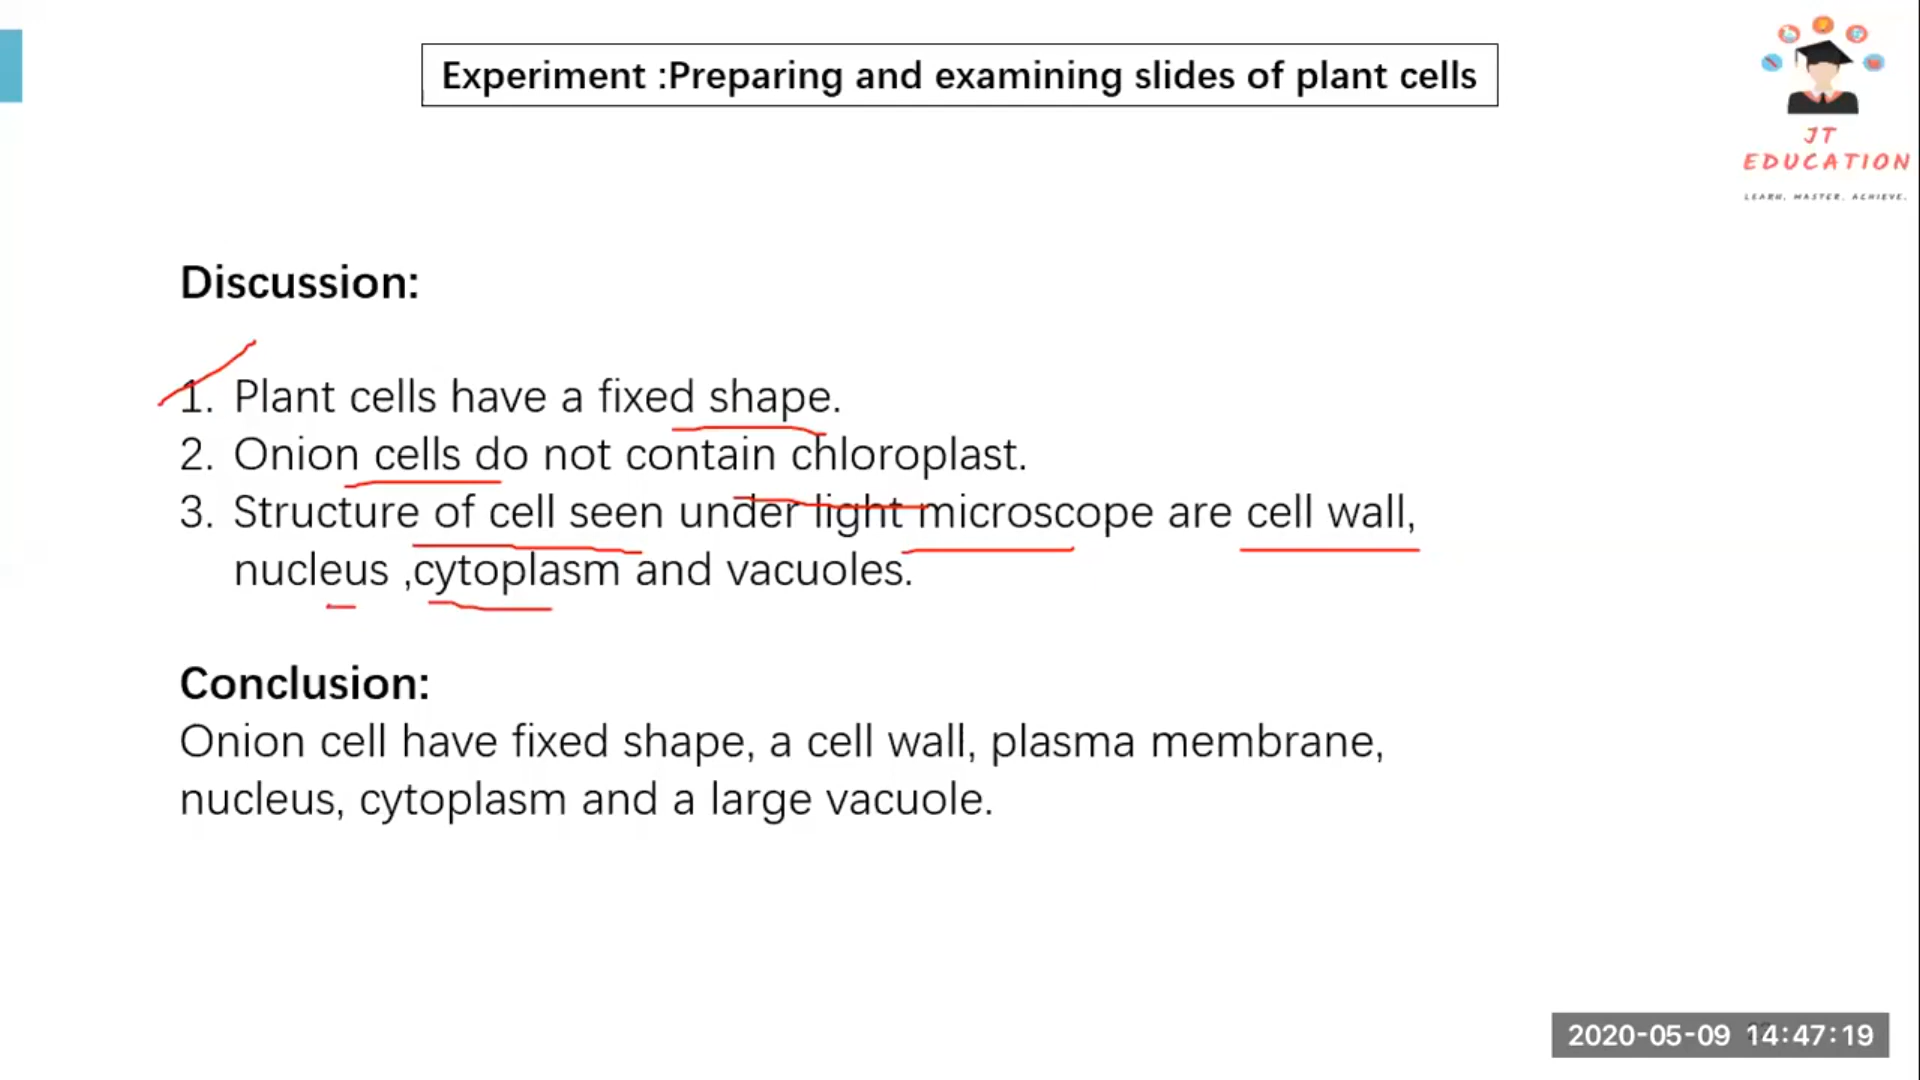 Experiment :Preparing and examining slides of plant cells
JT
EDUCATION
LEARN. MASTER. ACHIEVE.
Discussion:
1. Plant cells have a fixed shape.
2. Onion cells do not contain chloroplast.
3. Structure of cell seen under light microscope are cell wall,
nucleus ,cytoplasm and vacuoles.
Conclusion:
Onion cell have fixed shape, a cell wall, plasma membrane,
nucleus, cytoplasm and a large vacuole.
2020-05-09 14:47:19